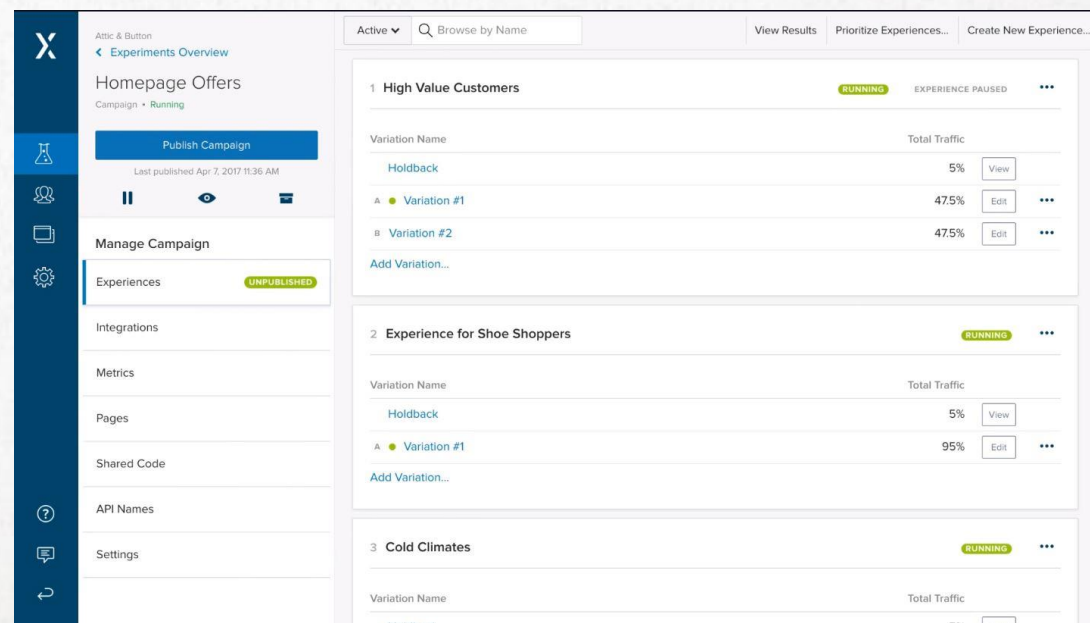 Attic & Button
Experiments Overview
Homepage Offers
Campaign • Running
Publish Campaign
Last published Apr 7, 2017 11:36 AM
Manage Campaign
Experiences UNPUBLISHED
Integrations
Metrics
Pages
Shared Code
API Names
Settings
Active Browse by Name View Results Prioritize Experiences... Create New Experience...
1 High Value Customers RUNNING EXPERIENCE PAUSED
Variation Name Total Traffic
Holdback 5% View
A Variation #1 47.5% Edit
B Variation #2 47.5% Edit
Add Variation...
2 Experience for Shoe Shoppers RUNNING
Variation Name Total Traffic
Holdback 5% View
A Variation #1 95% Edit
Add Variation...
3 Cold Climates RUNNING
Variation Name Total Traffic